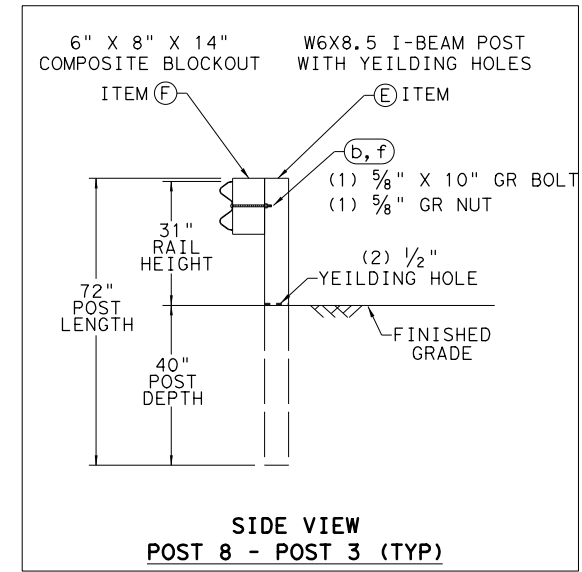 6" X 8" X 14"
COMPOSITE BLOCKOUT
ITEM F
W6X8.5 I-BEAM POST
WITH YEILDING HOLES
E ITEM
b, f
(1) 5/8" X 10" GR BOLT
(1) 5/8" GR NUT
31"
RAIL
HEIGHT
(2) 1/2"
YEILDING HOLE
72"
POST
LENGTH
FINISHED
GRADE
40"
POST
DEPTH
SIDE VIEW
POST 8 - POST 3 (TYP)